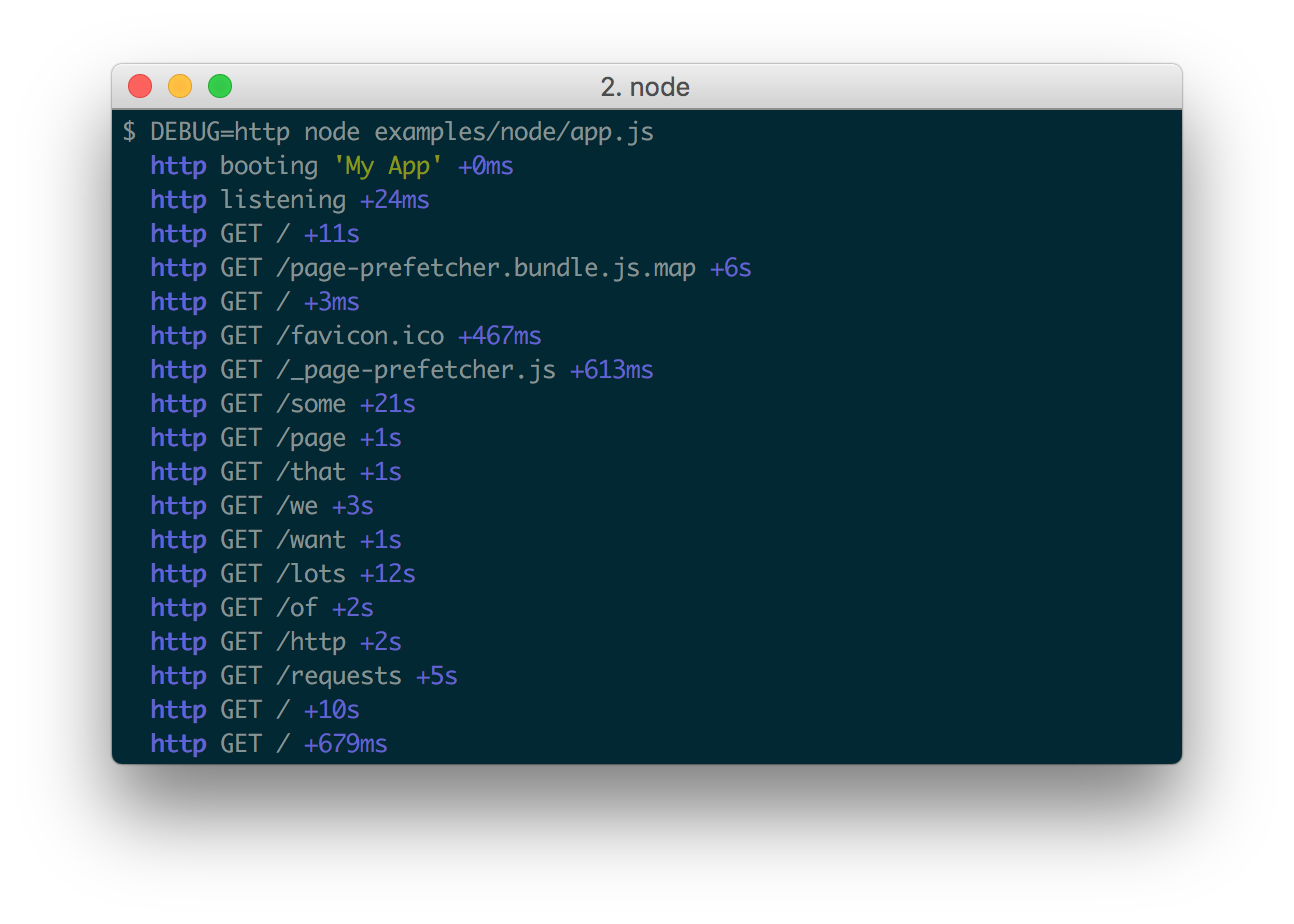 2. node
$ DEBUG=http node examples/node/app.js
http booting 'My App' +0ms
http listening +24ms
http GET / +11s
http GET /page-prefetcher.bundle.js.map +6s
http GET / +3ms
http GET /favicon.ico +467ms
http GET /_page-prefetcher.js +613ms
http GET /some +21s
http GET /page +1s
http GET /that +1s
http GET /we +3s
http GET /want +1s
http GET /lots +12s
http GET /of +2s
http GET /http +2s
http GET /requests +5s
http GET / +10s
http GET / +679ms